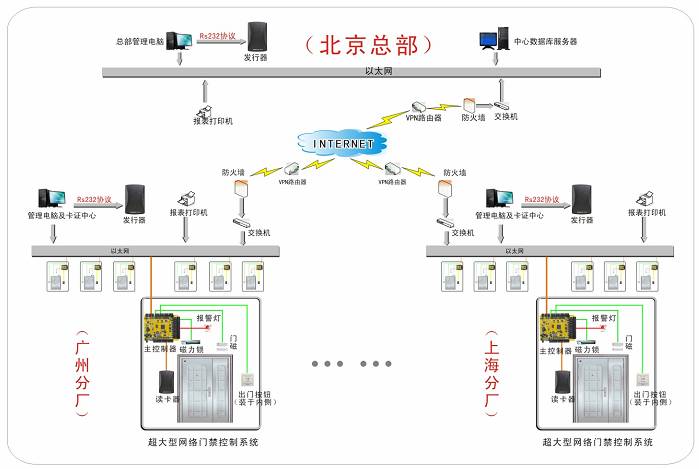 （北京总部）
总部管理电脑
Rs232协议
发行器
中心数据库服务器
以太网
报表打印机
VPN路由器
防火墙
交换机
INTERNET
防火墙
VPN路由器
VPN路由器
防火墙
管理电脑及卡证中心
Rs232协议
发行器
报表打印机
交换机
以太网
管理电脑及卡证中心
Rs232协议
发行器
报表打印机
交换机
以太网
（广州分厂）
报警灯
门磁
主控制器
磁力锁
读卡器
出门按钮
（装于内侧）
超大型网络门禁控制系统
（上海分厂）
报警灯
门磁
主控制器
磁力锁
读卡器
出门按钮
（装于内侧）
超大型网络门禁控制系统